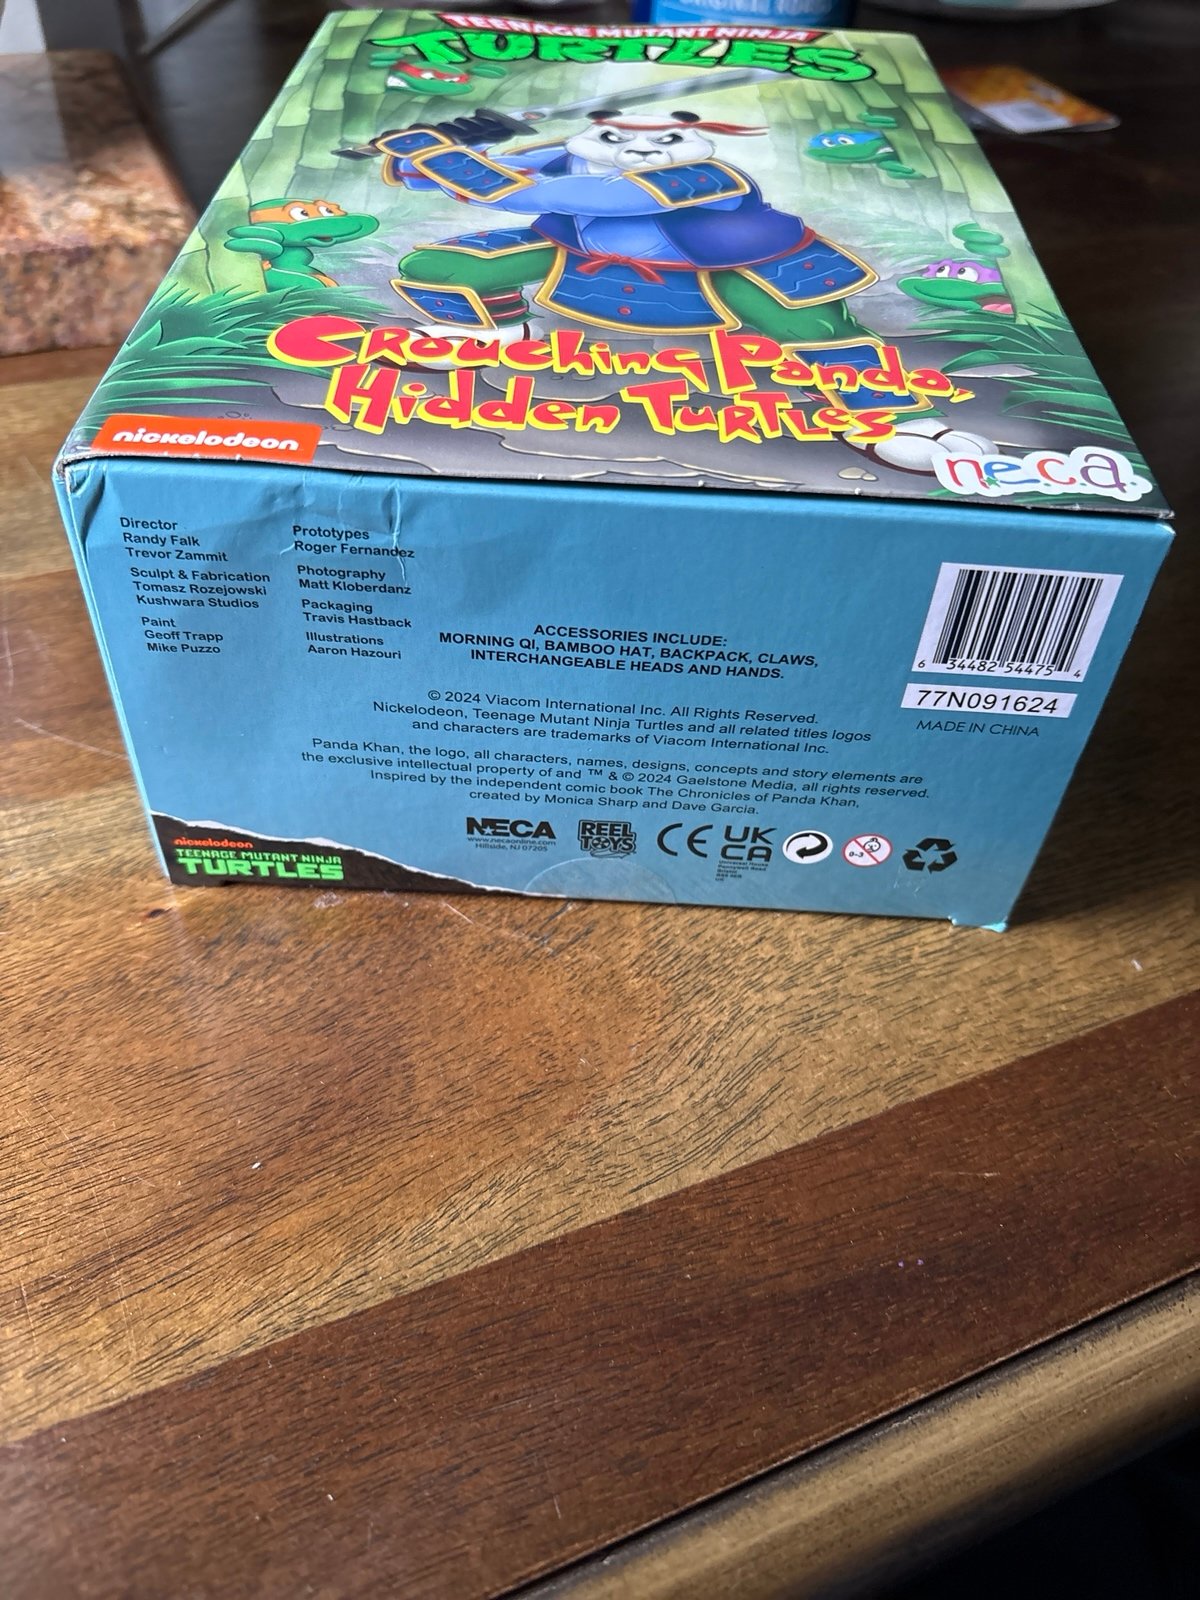 TEENAGE MUTANT NINJA
TURTLES
Crouching Panda,
Hidden Turtles
nickelodeon
n.e.c.a.
Director
Randy Falk
Trevor Zammit
Sculpt & Fabrication
Tomasz Rozejowski
Kushwara Studios
Paint
Geoff Trapp
Mike Puzzo
Prototypes
Roger Fernandez
Photography
Matt Kloberdanz
Packaging
Travis Hastback
Illustrations
Aaron Hazouri
ACCESSORIES INCLUDE:
MORNING QI, BAMBOO HAT, BACKPACK, CLAWS,
INTERCHANGEABLE HEADS AND HANDS.
© 2024 Viacom International Inc. All Rights Reserved.
Nickelodeon, Teenage Mutant Ninja Turtles and all related titles logos
and characters are trademarks of Viacom International Inc.
Panda Khan, the logo, all characters, names, designs, concepts and story elements are
the exclusive intellectual property of and ™ & © 2024 Gaelstone Media, all rights reserved.
Inspired by the independent comic book The Chronicles of Panda Khan,
created by Monica Sharp and Dave Garcia.
6 34482 54475 4
77N091624
MADE IN CHINA
nickelodeon
TEENAGE MUTANT NINJA
TURTLES
NECA
www.necaonline.com
Hillside, NJ 07205
REEL
TOYS
CE
UK
CA
0-3